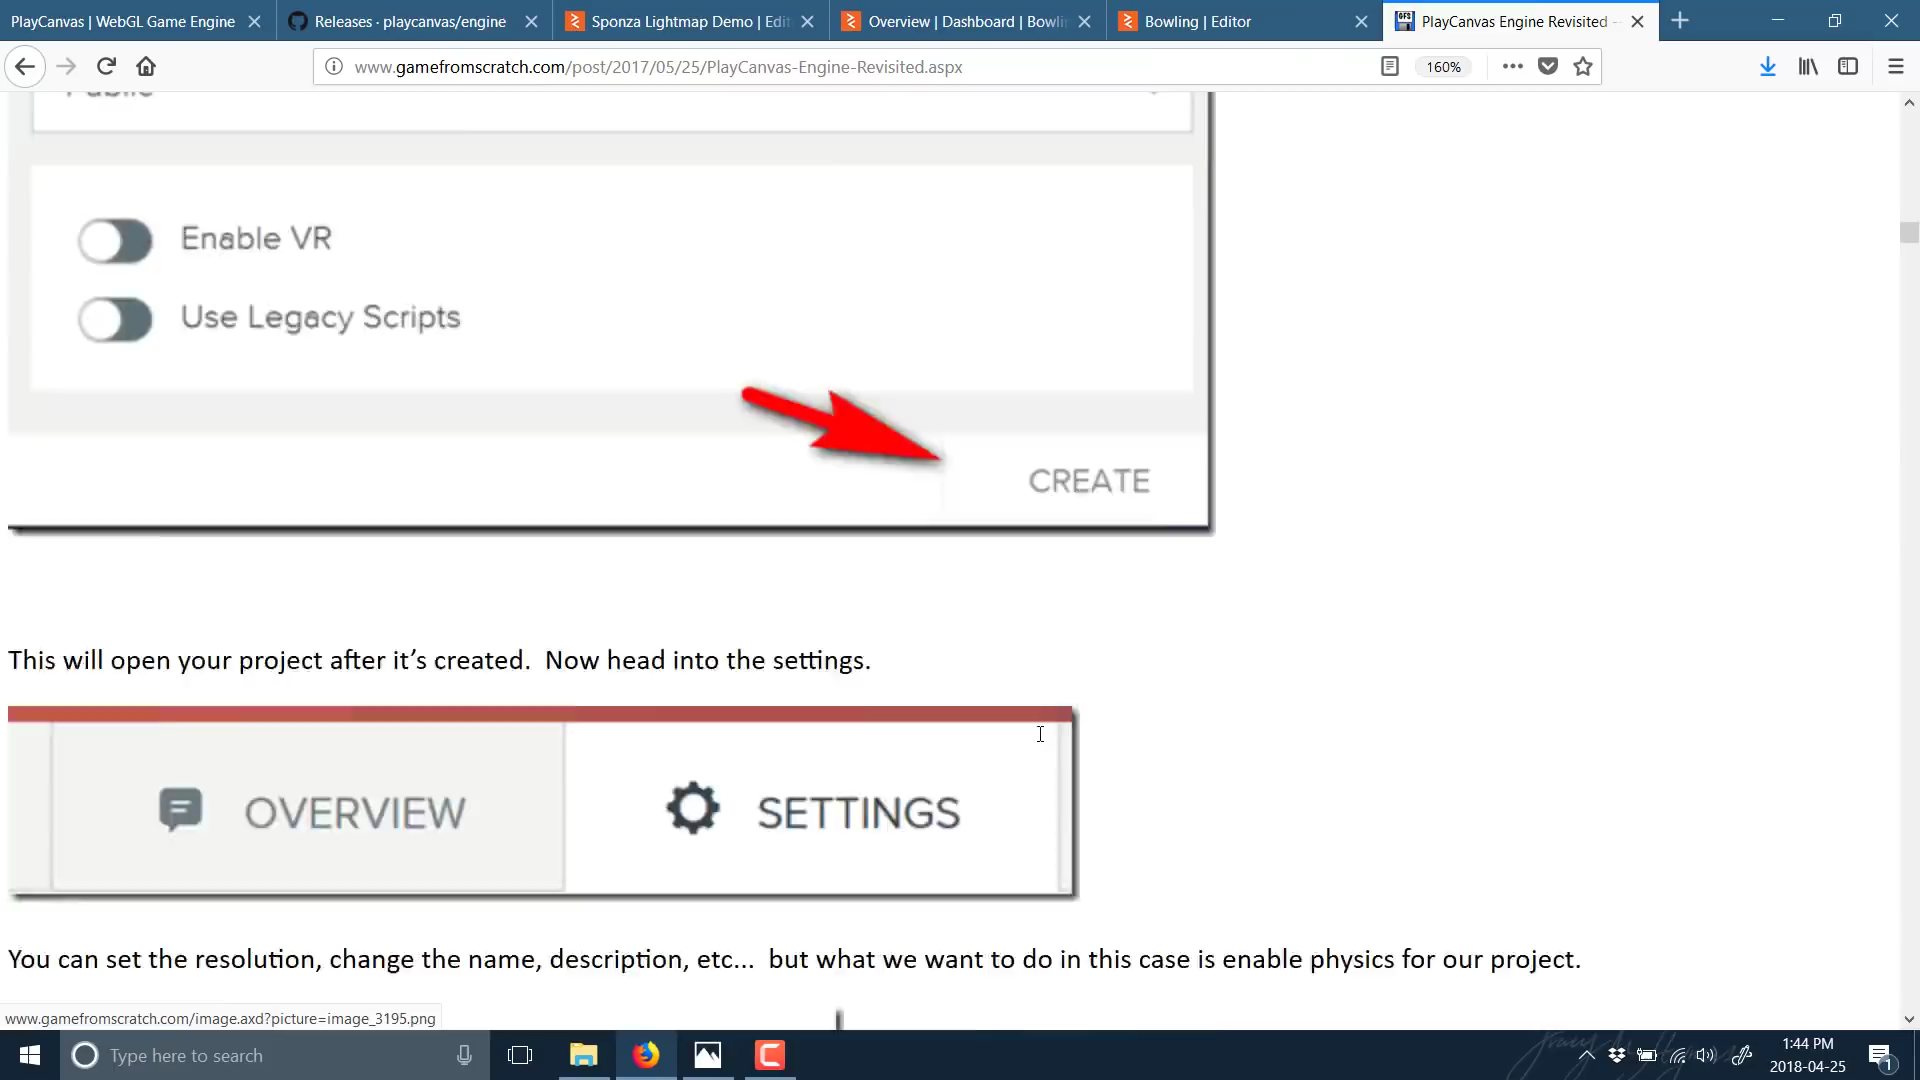 PlayCanvas | WebGL Game Engine
Releases · playcanvas/engine
Sponza Lightmap Demo | Edit
Overview | Dashboard | Bowlin
Bowling | Editor
PlayCanvas Engine Revisited -
www.gamefromscratch.com/post/2017/05/25/PlayCanvas-Engine-Revisited.aspx
160%
Public
Enable VR
Use Legacy Scripts
CREATE
This will open your project after it’s created. Now head into the settings.
OVERVIEW
SETTINGS
You can set the resolution, change the name, description, etc... but what we want to do in this case is enable physics for our project.
www.gamefromscratch.com/image.axd?picture=image_3195.png
Type here to search
1:44 PM
2018-04-25
1